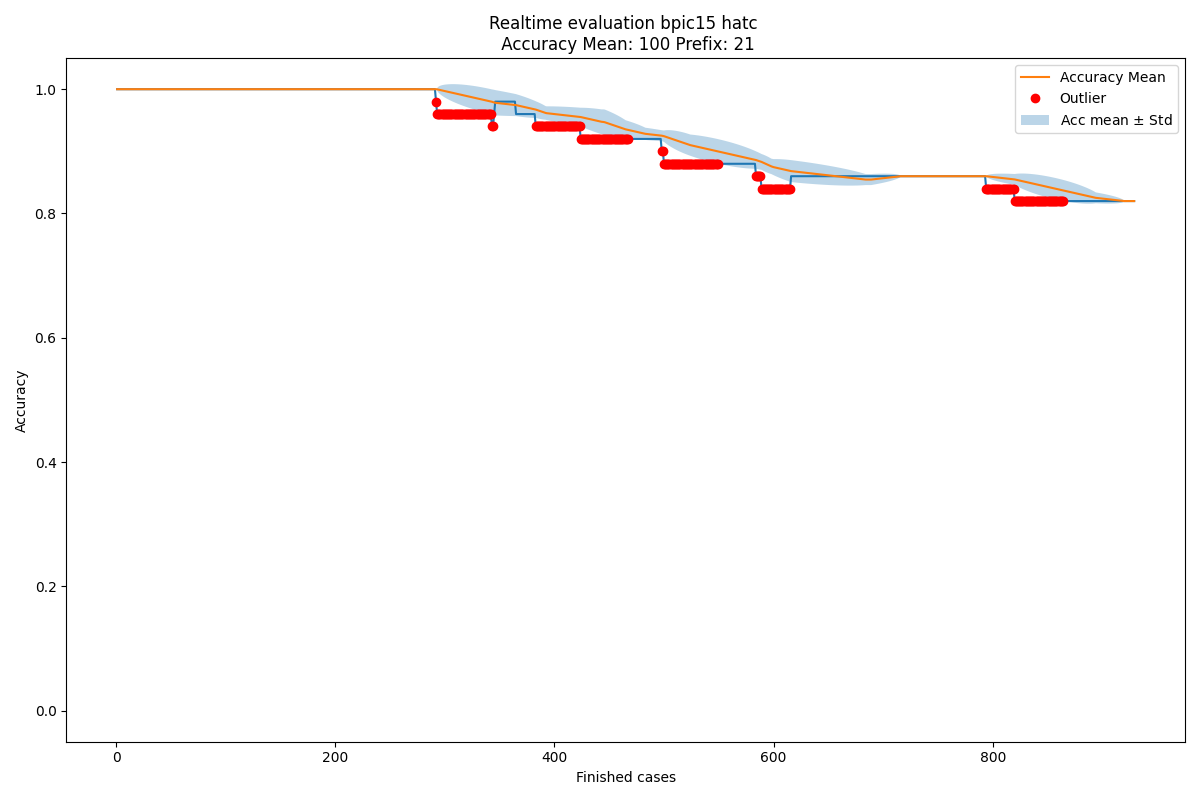 Realtime evaluation bpic15 hatc
Accuracy Mean: 100 Prefix: 21
Accuracy Mean
Outlier
Acc mean ± Std
1.0
0.8
0.6
0.4
0.2
0.0
Accuracy
0 200 400 600 800
Finished cases